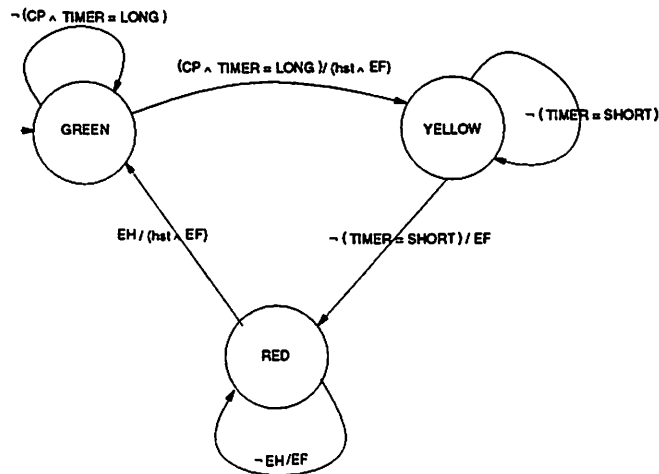 ¬(CP ∧ TIMER = LONG)
(CP ∧ TIMER = LONG)/(hst ∧ EF)
GREEN
YELLOW
¬(TIMER = SHORT)
EH/(hst ∧ EF)
¬(TIMER = SHORT)/EF
RED
¬EH/EF